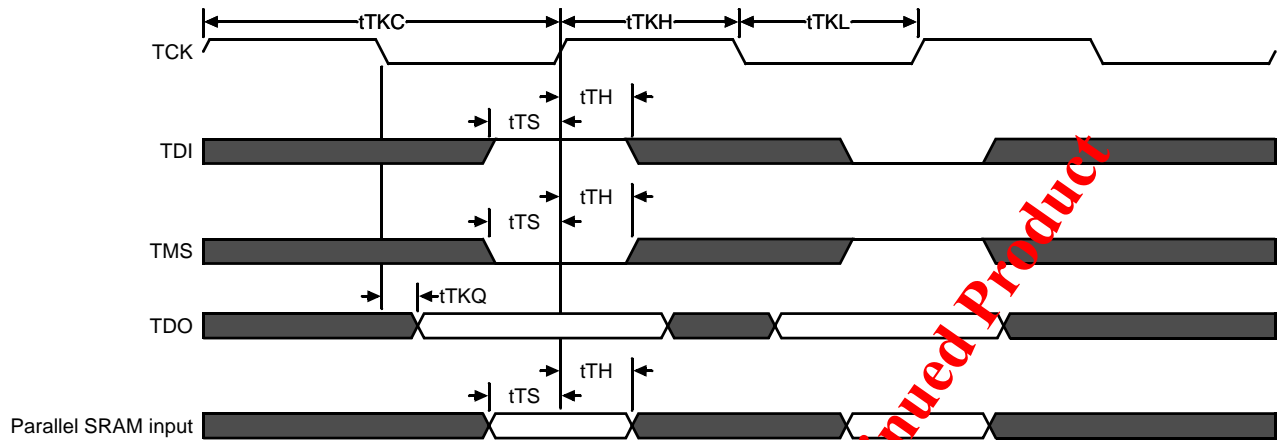 tTKC
tTKH
tTKL
TCK
tTH
tTS
TDI
tTH
tTS
TMS
tTKQ
TDO
tTH
tTS
Parallel SRAM input
Product